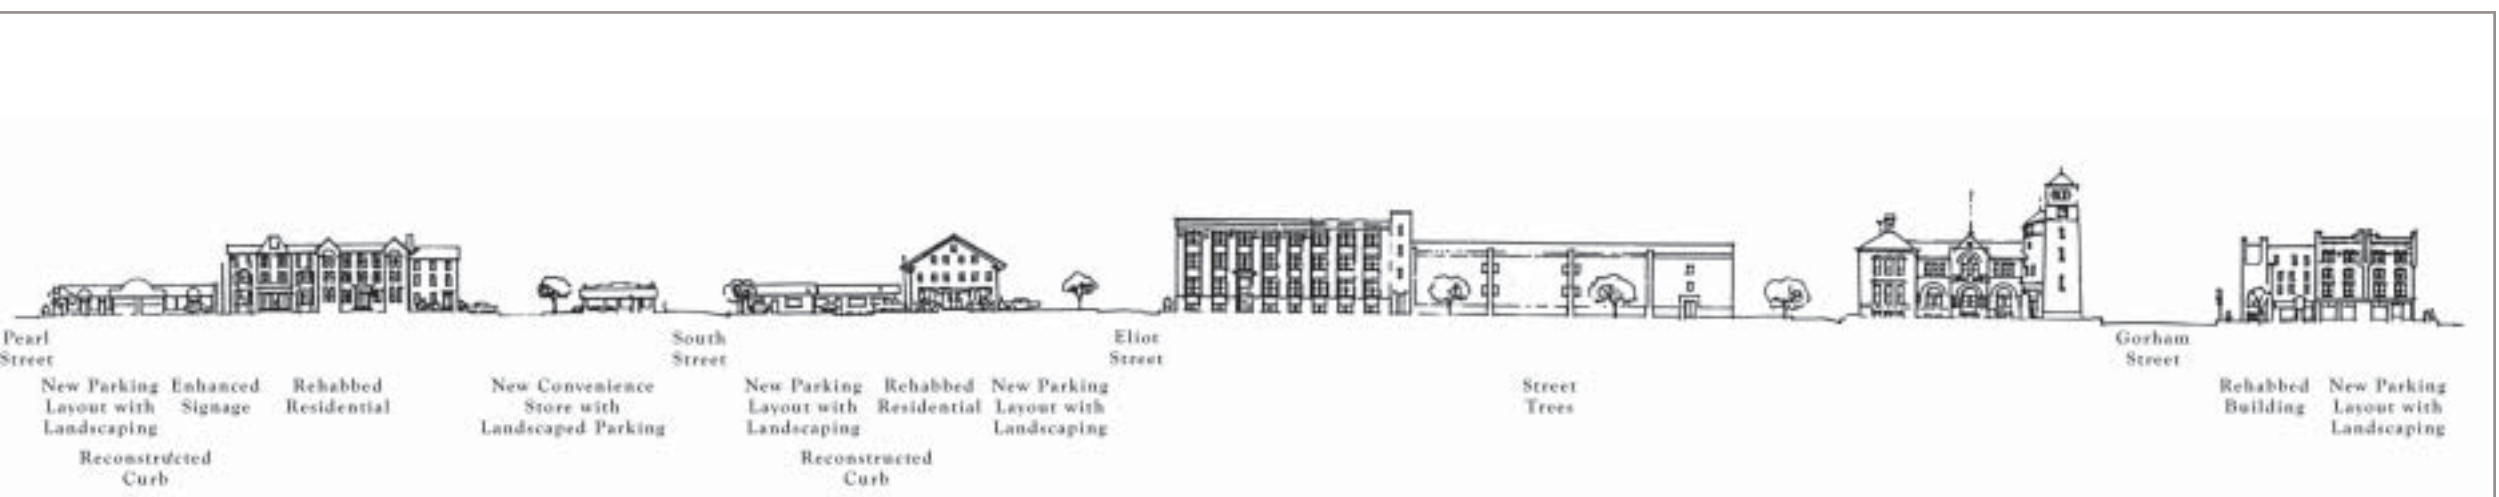 Pearl
Street
South
Street
Eliot
Street
Gorham
Street
New Parking
Layout with
Landscaping
Enhanced
Signage
Rehabbed
Residential
New Convenience
Store with
Landscaped Parking
New Parking
Layout with
Landscaping
Rehabbed
Residential
New Parking
Layout with
Landscaping
Street
Trees
Rehabbed
Building
New Parking
Layout with
Landscaping
Reconstructed
Curb
Reconstructed
Curb